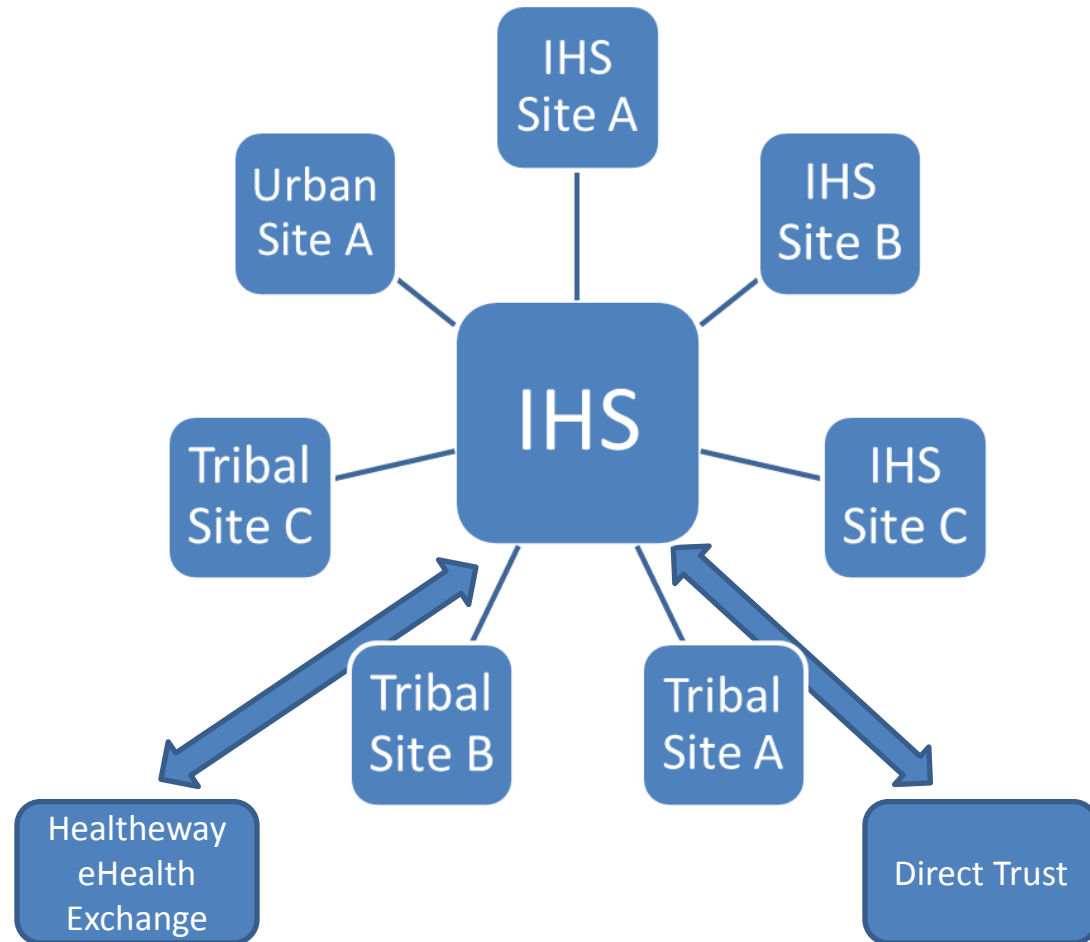 IHS
Site A
Urban
Site A
IHS
Site B
IHS
Tribal
Site C
IHS
Site C
Tribal
Site B
Tribal
Site A
Healtheway
eHealth
Exchange
Direct Trust